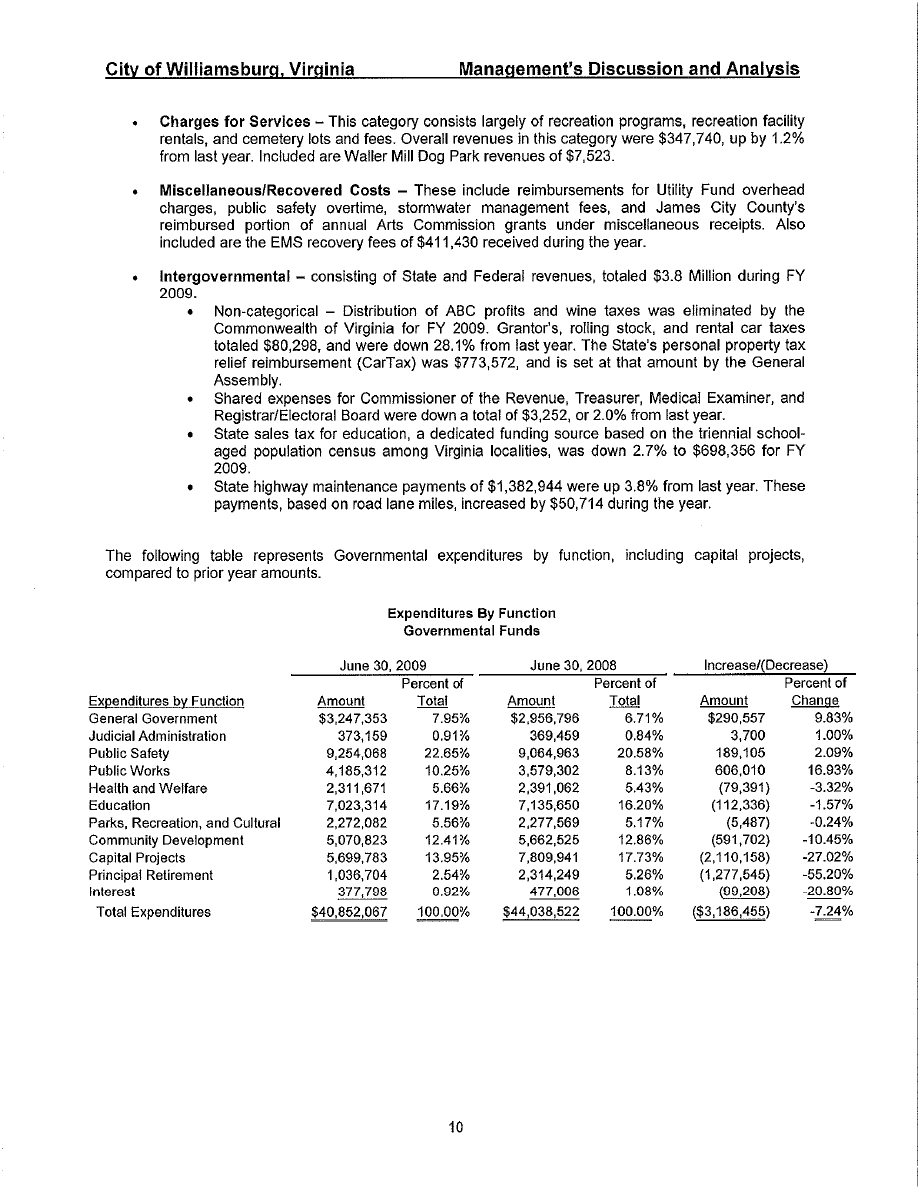 City of Williamsburg, Virginia Management's Discussion and Analysis
• Charges for Services – This category consists largely of recreation programs, recreation facility
rentals, and cemetery lots and fees. Overall revenues in this category were $347,740, up by 1.2%
from last year. Included are Waller Mill Dog Park revenues of $7,523.
• Miscellaneous/Recovered Costs – These include reimbursements for Utility Fund overhead
charges, public safety overtime, stormwater management fees, and James City County's
reimbursed portion of annual Arts Commission grants under miscellaneous receipts. Also
included are the EMS recovery fees of $411,430 received during the year.
• Intergovernmental – consisting of State and Federal revenues, totaled $3.8 Million during FY
2009.
• Non-categorical – Distribution of ABC profits and wine taxes was eliminated by the
Commonwealth of Virginia for FY 2009. Grantor's, rolling stock, and rental car taxes
totaled $80,298, and were down 28.1% from last year. The State's personal property tax
relief reimbursement (CarTax) was $773,572, and is set at that amount by the General
Assembly.
• Shared expenses for Commissioner of the Revenue, Treasurer, Medical Examiner, and
Registrar/Electoral Board were down a total of $3,252, or 2.0% from last year.
• State sales tax for education, a dedicated funding source based on the triennial school-
aged population census among Virginia localities, was down 2.7% to $698,356 for FY
2009.
• State highway maintenance payments of $1,382,944 were up 3.8% from last year. These
payments, based on road lane miles, increased by $50,714 during the year.
The following table represents Governmental expenditures by function, including capital projects,
compared to prior year amounts.
Expenditures By Function
Governmental Funds
June 30, 2009 June 30, 2008 Increase/(Decrease)
Percent of Percent of Percent of
Expenditures by Function Amount Total Amount Total Amount Change
General Government $3,247,353 7.95% $2,956,796 6.71% $290,557 9.83%
Judicial Administration 373,159 0.91% 369,459 0.84% 3,700 1.00%
Public Safety 9,254,068 22.65% 9,064,963 20.58% 189,105 2.09%
Public Works 4,185,312 10.25% 3,579,302 8.13% 606,010 16.93%
Health and Welfare 2,311,671 5.66% 2,391,062 5.43% (79,391) -3.32%
Education 7,023,314 17.19% 7,135,650 16.20% (112,336) -1.57%
Parks, Recreation, and Cultural 2,272,082 5.56% 2,277,569 5.17% (5,487) -0.24%
Community Development 5,070,823 12.41% 5,662,525 12.86% (591,702) -10.45%
Capital Projects 5,699,783 13.95% 7,809,941 17.73% (2,110,158) -27.02%
Principal Retirement 1,036,704 2.54% 2,314,249 5.26% (1,277,545) -55.20%
Interest 377,798 0.92% 477,006 1.08% (99,208) -20.80%
Total Expenditures $40,852,067 100.00% $44,038,522 100.00% ($3,186,455) -7.24%
10